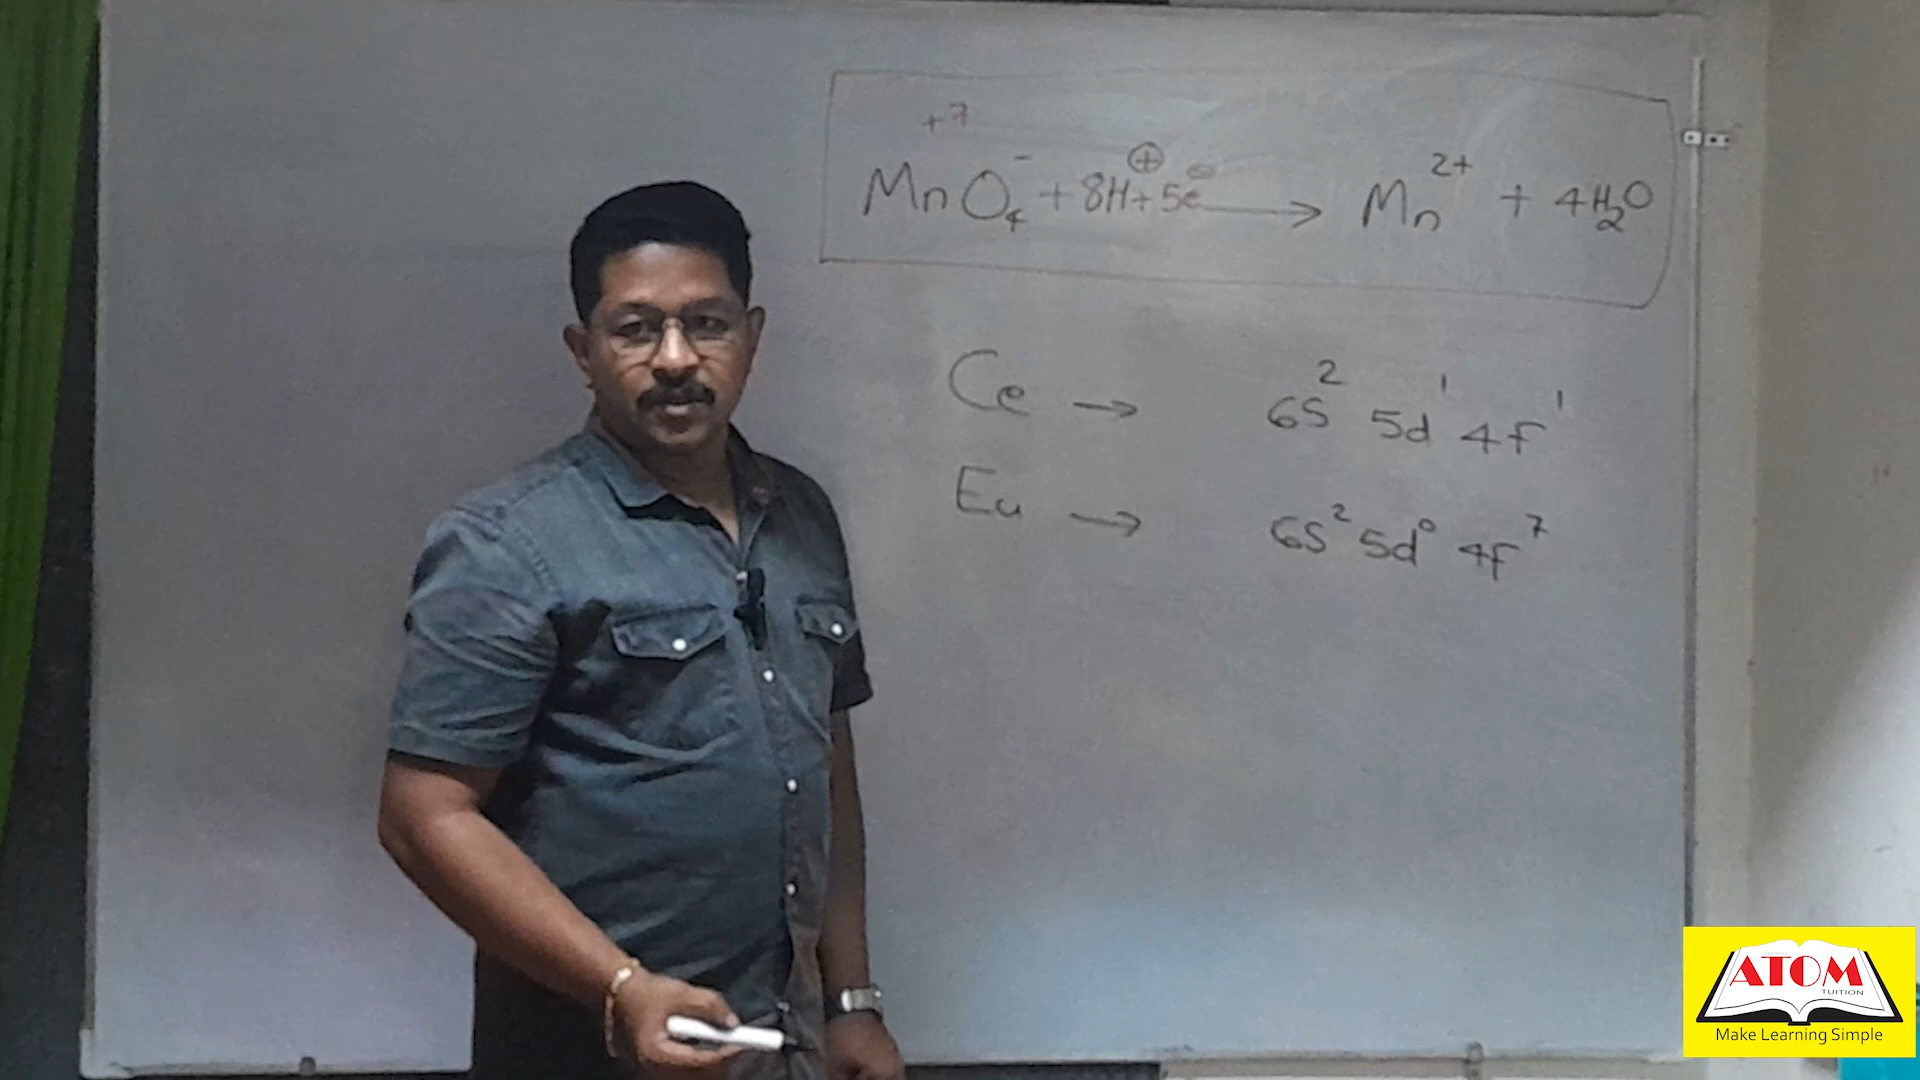 +7
MnO₄⁻ + 8H⊕ + 5e⊖ → Mn²⁺ + 4H₂O
Ce → 6s² 5d¹ 4f¹
Eu → 6s² 5d⁰ 4f⁷
ATOM
TUITION
Make Learning Simple